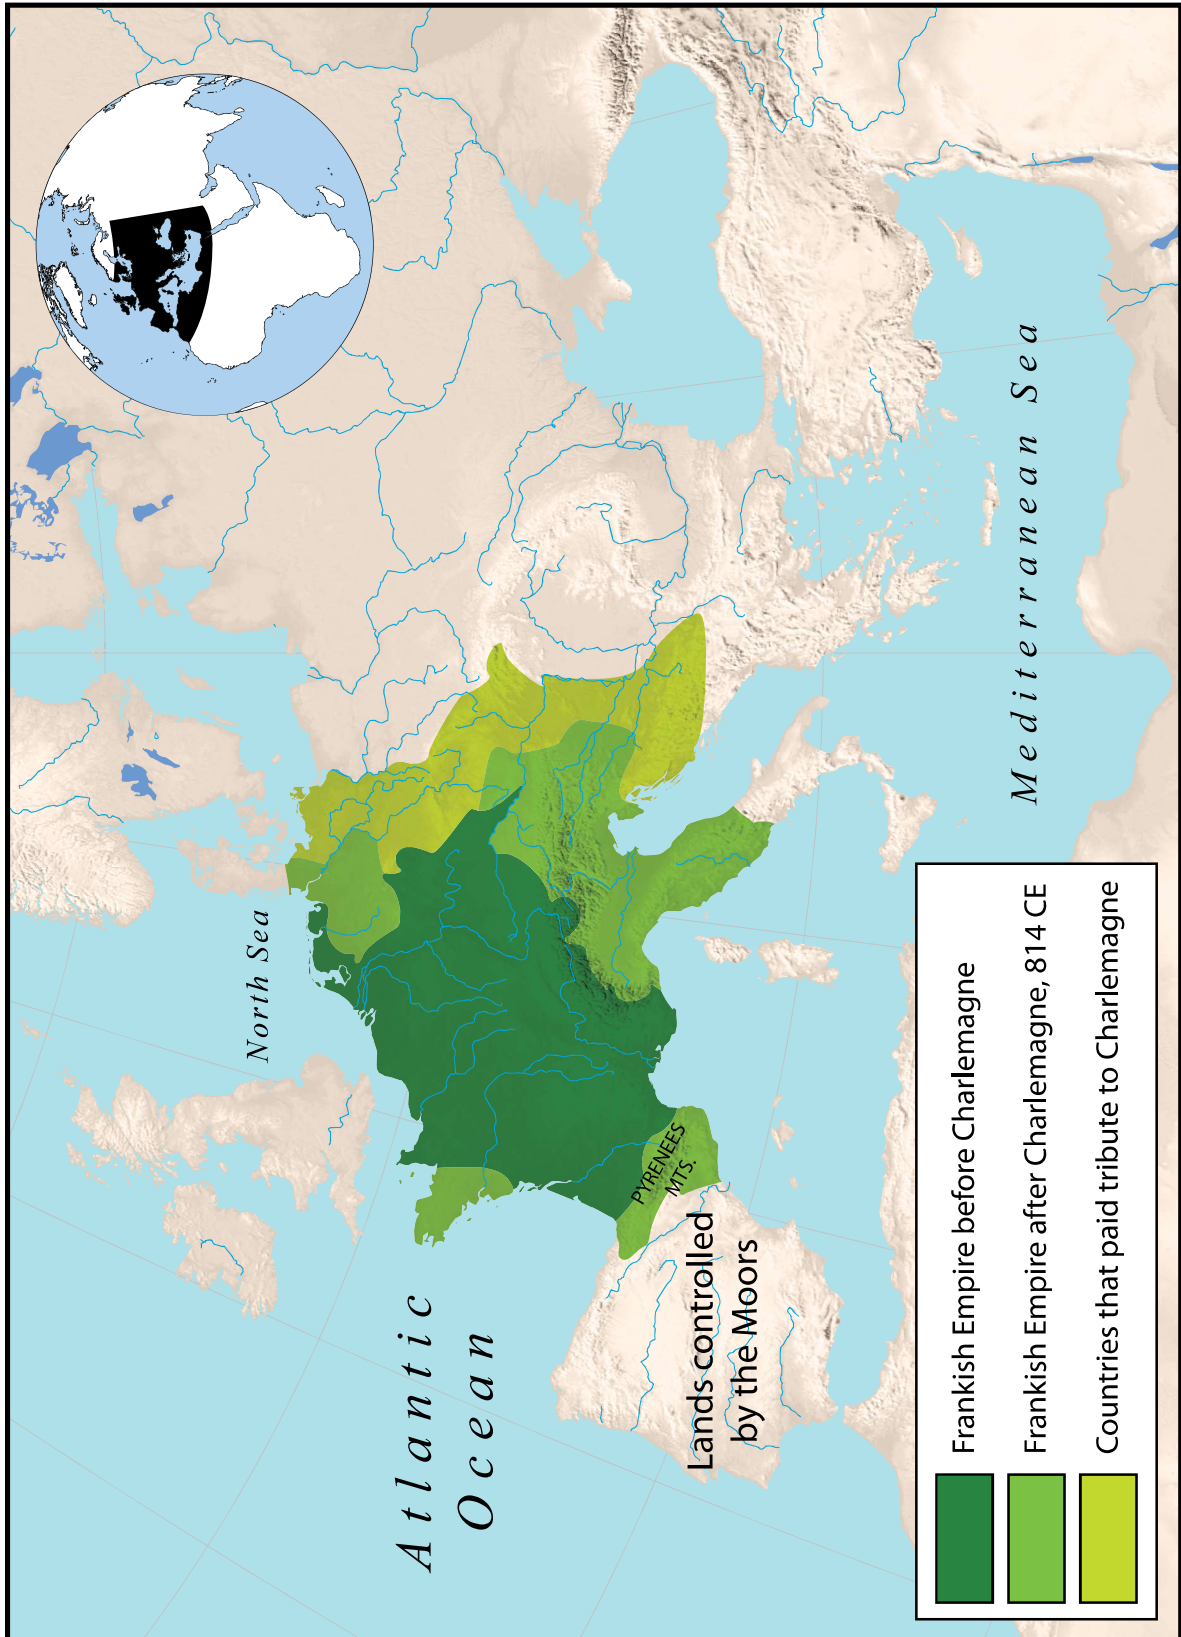 North Sea
Atlantic
Ocean
PYRENEES
MTS.
Lands controlled
by the Moors
Mediterranean Sea
Frankish Empire before Charlemagne
Frankish Empire after Charlemagne, 814 CE
Countries that paid tribute to Charlemagne